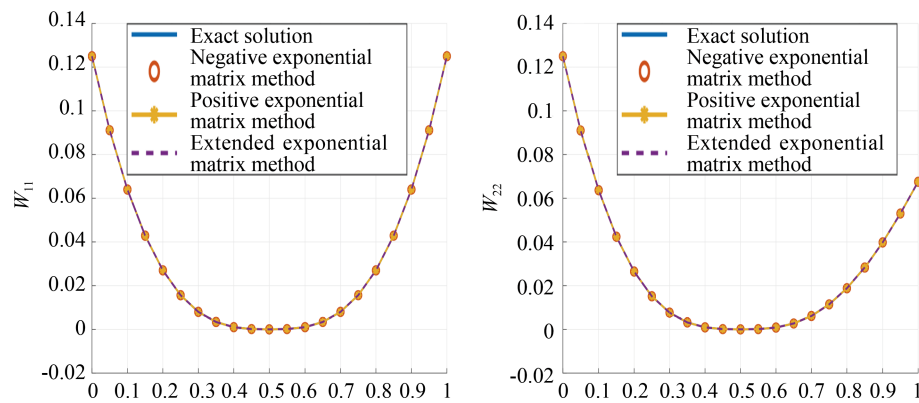 0.14
0.12
0.1
0.08
0.06
0.04
0.02
0
-0.02
W11
Exact solution
Negative exponential
matrix method
Positive exponential
matrix method
Extended exponential
matrix method
0 0.1 0.2 0.3 0.4 0.5 0.6 0.7 0.8 0.9 1
0.14
0.12
0.1
0.08
0.06
0.04
0.02
0
-0.02
W22
Exact solution
Negative exponential
matrix method
Positive exponential
matrix method
Extended exponential
matrix method
0 0.1 0.2 0.3 0.4 0.5 0.6 0.7 0.8 0.9 1